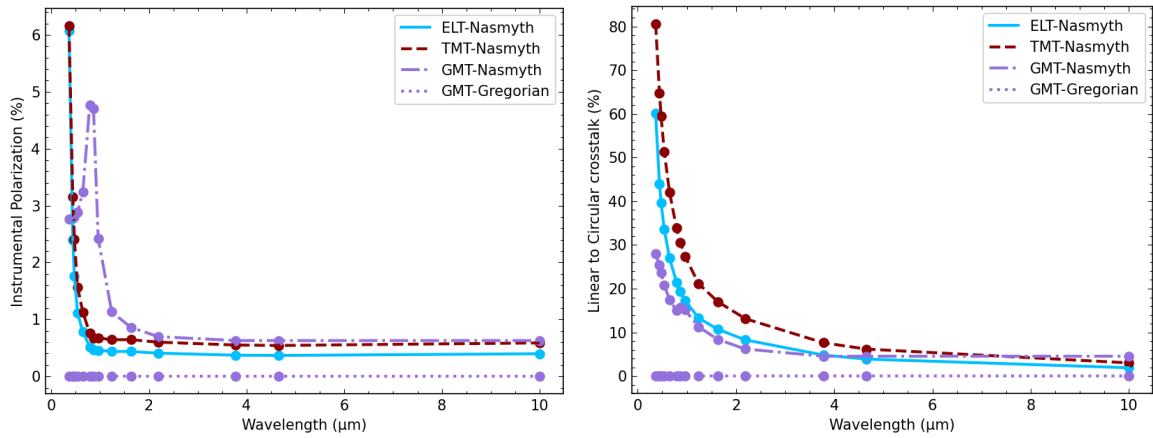 Instrumental Polarization (%)
6
5
4
3
2
1
0
0
2
4
6
8
10
Wavelength (μm)
ELT-Nasmyth
TMT-Nasmyth
GMT-Nasmyth
GMT-Gregorian
Linear to Circular crosstalk (%)
80
70
60
50
40
30
20
10
0
0
2
4
6
8
10
Wavelength (μm)
ELT-Nasmyth
TMT-Nasmyth
GMT-Nasmyth
GMT-Gregorian